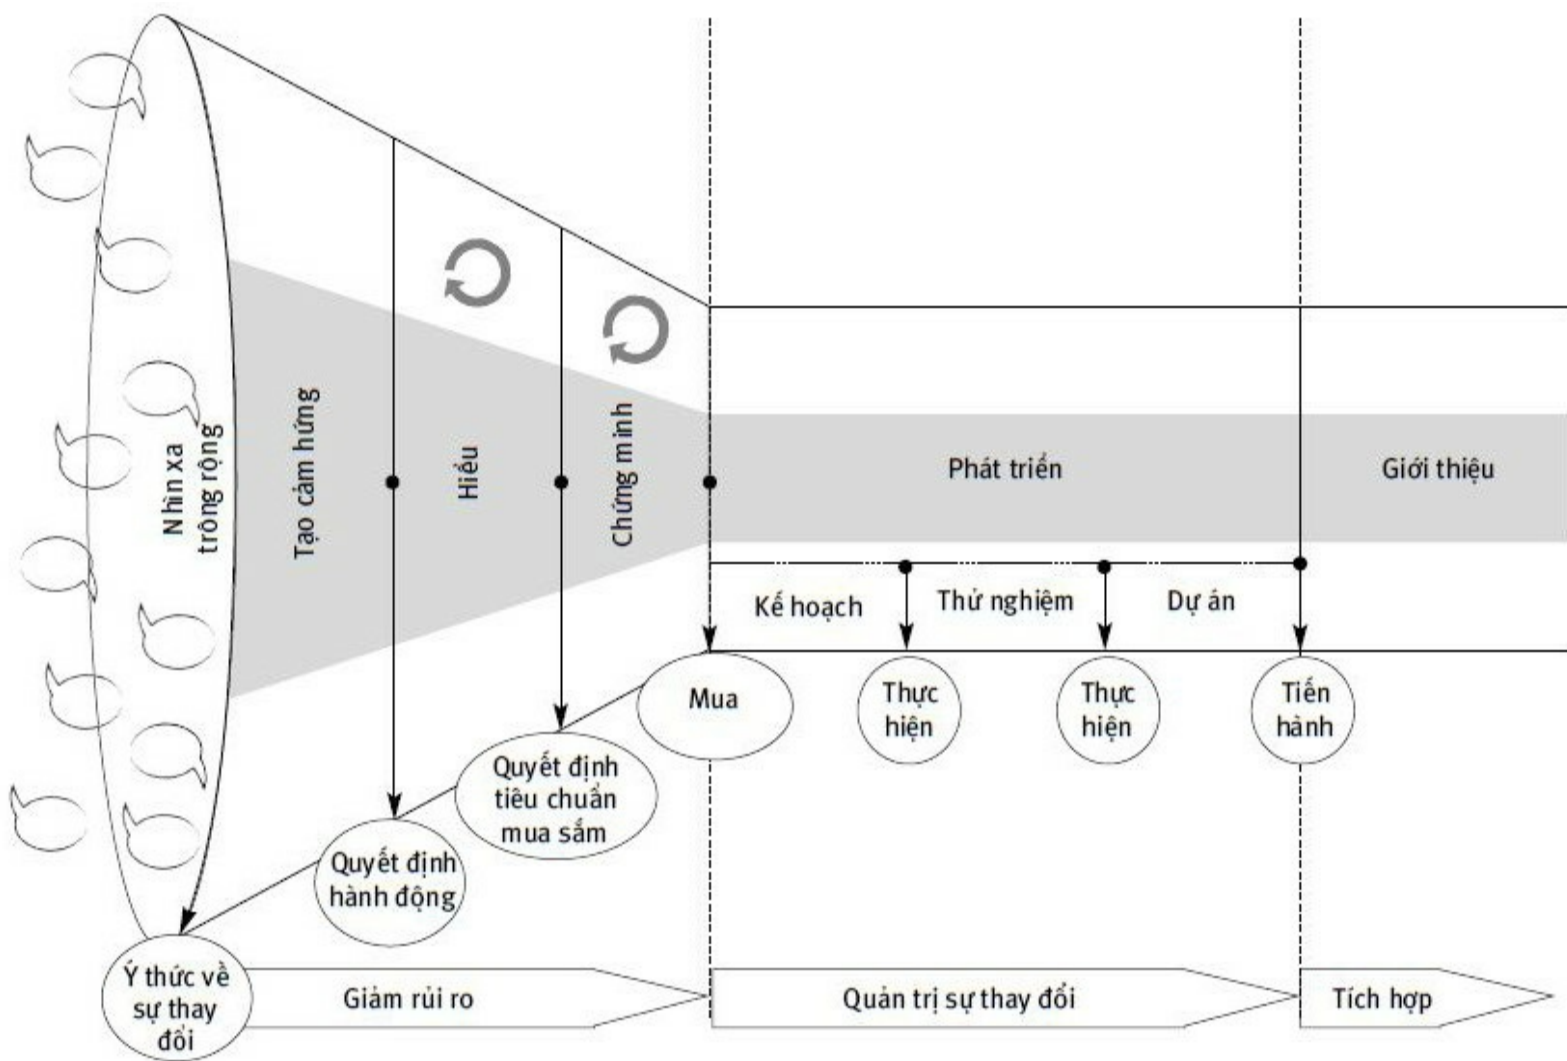 Nhìn xa
trông rộng
Tạo cảm hứng
Hiểu
Chứng minh
Phát triển
Giới thiệu
Kế hoạch
Thử nghiệm
Dự án
Mua
Thực
hiện
Thực
hiện
Tiến
hành
Quyết định
tiêu chuẩn
mua sắm
Quyết định
hành động
Ý thức về
sự thay
đổi
Giảm rủi ro
Quản trị sự thay đổi
Tích hợp